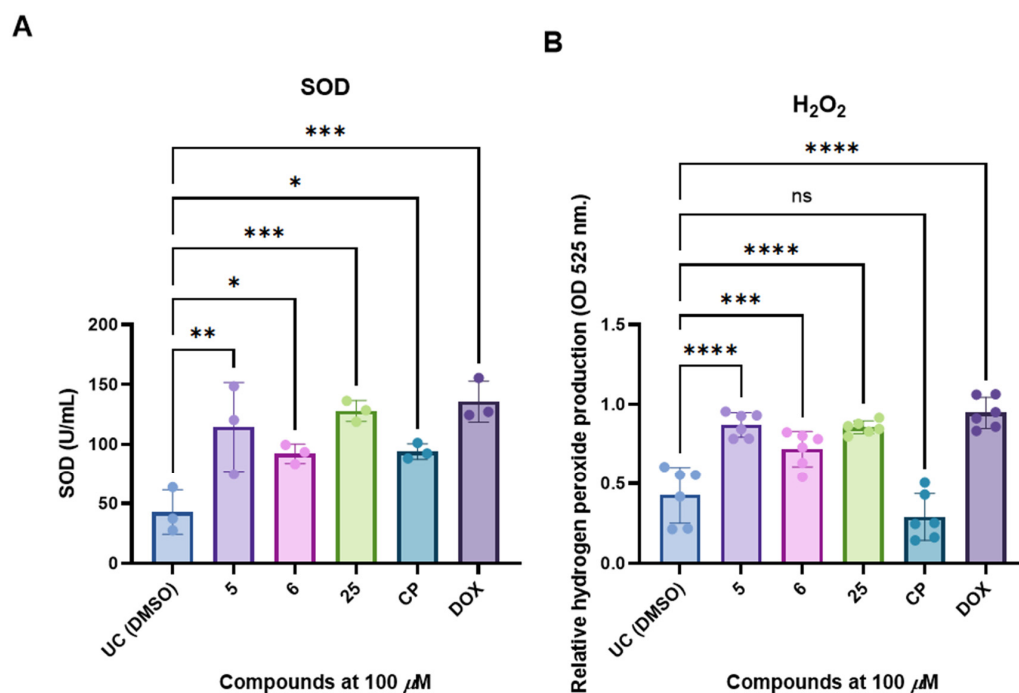 A
SOD
***
*
***
*
**
SOD (U/mL)
200
150
100
50
0
UC (DMSO)
5
6
25
CP
DOX
Compounds at 100 μM
B
H₂O₂
****
ns
****
***
****
Relative hydrogen peroxide production (OD 525 nm.)
1.5
1.0
0.5
0.0
UC (DMSO)
5
6
25
CP
DOX
Compounds at 100 μM